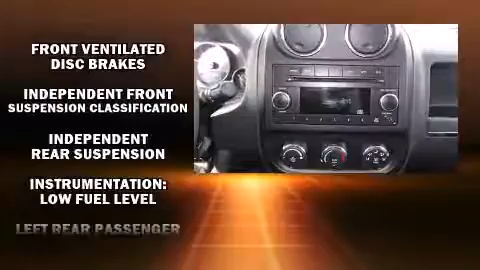 FRONT VENTILATED
DISC BRAKES
INDEPENDENT FRONT
SUSPENSION CLASSIFICATION
INDEPENDENT
REAR SUSPENSION
INSTRUMENTATION:
LOW FUEL LEVEL
LEFT REAR PASSENGER